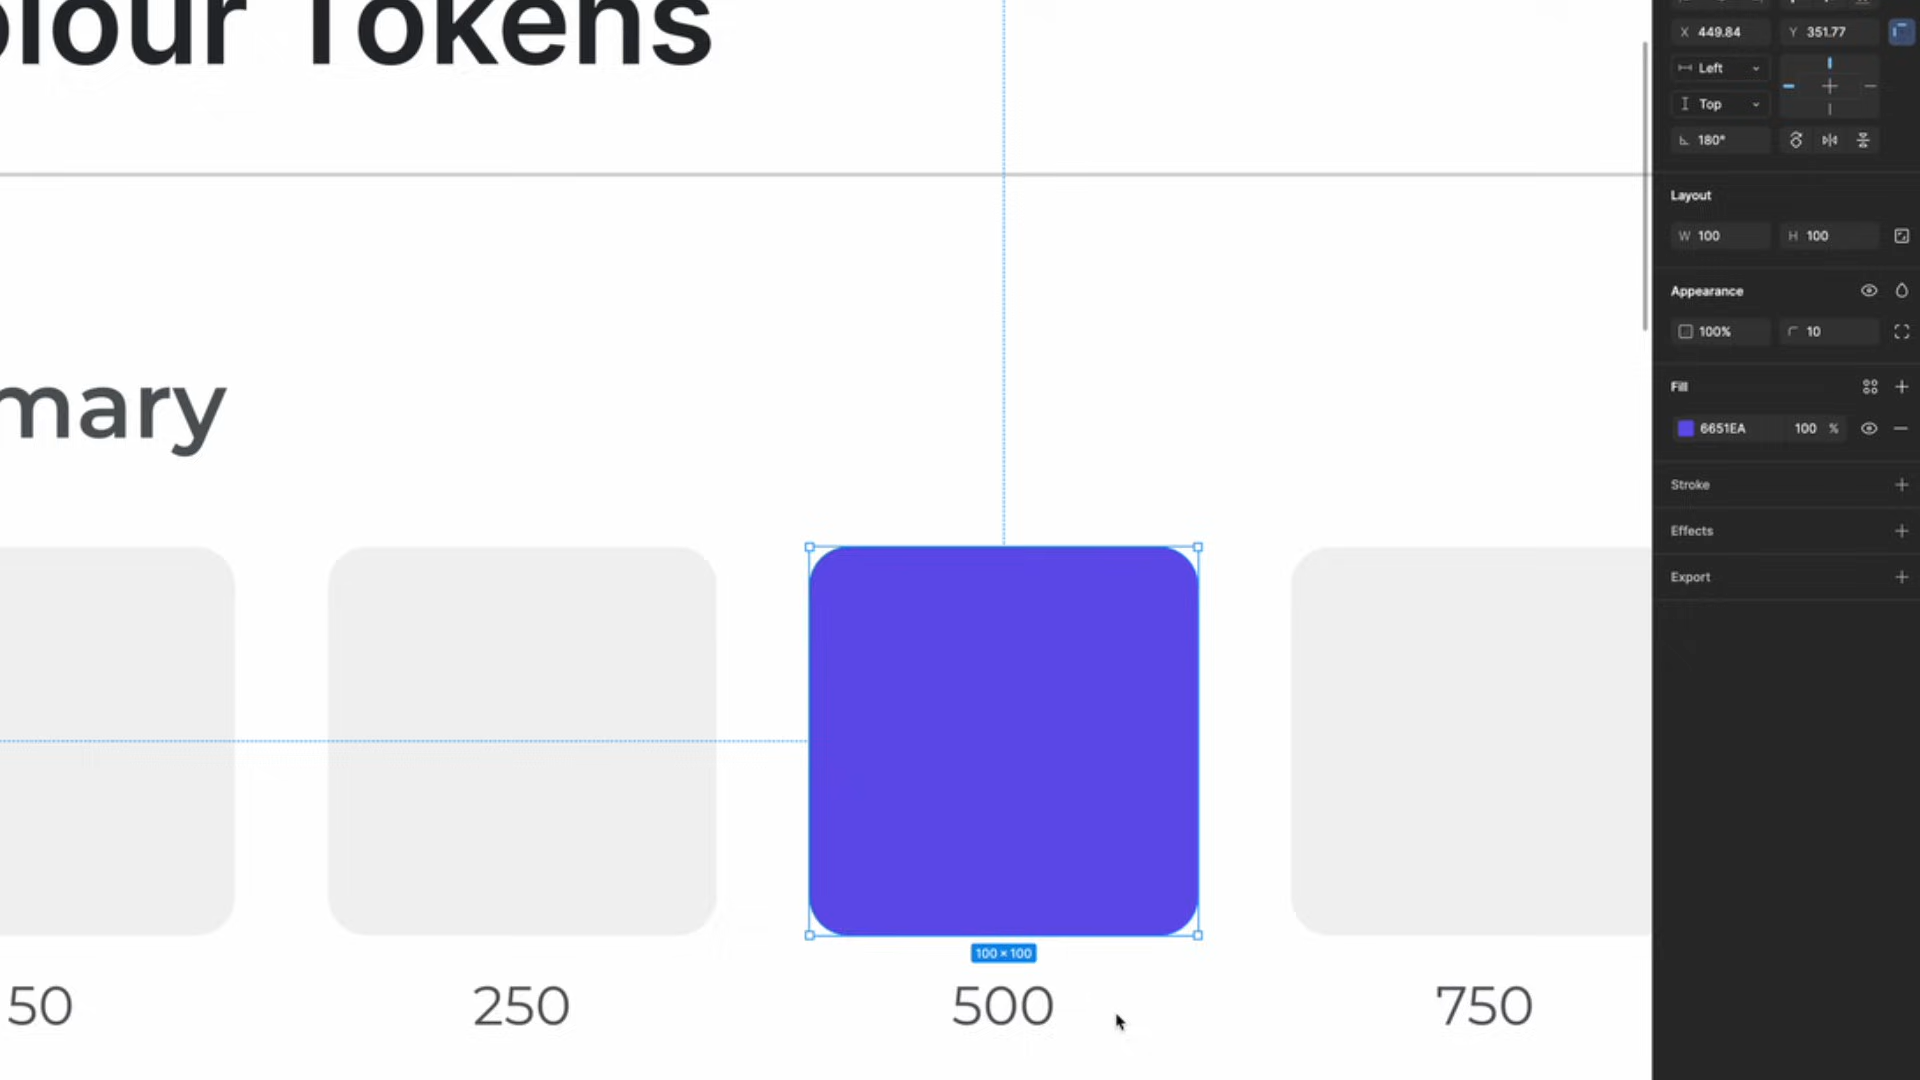 olour Tokens
mary
50
250
500
750
100 × 100
X 449.84
Y 351.77
Left
Top
180°
Layout
W 100
H 100
Appearance
100%
10
Fill
6651EA 100 %
Stroke
Effects
Export